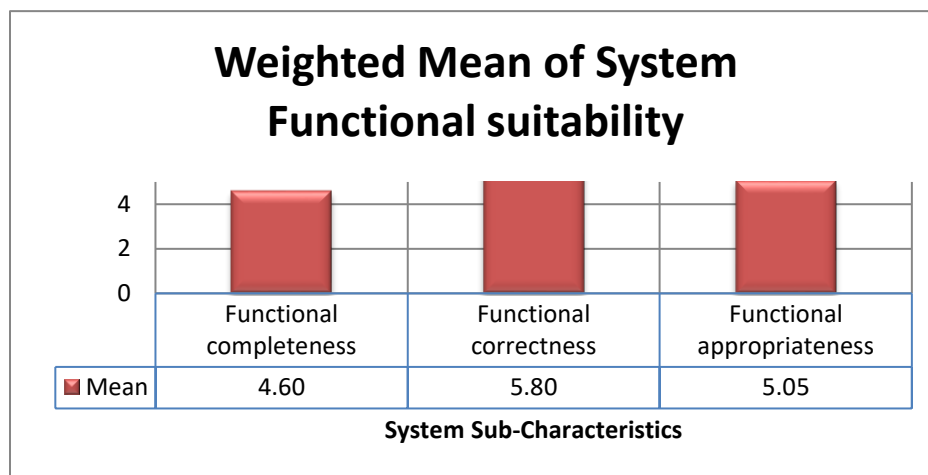 Weighted Mean of System
Functional suitability
4
2
0
Functional completeness
Functional correctness
Functional appropriateness
Mean 4.60 5.80 5.05
System Sub-Characteristics